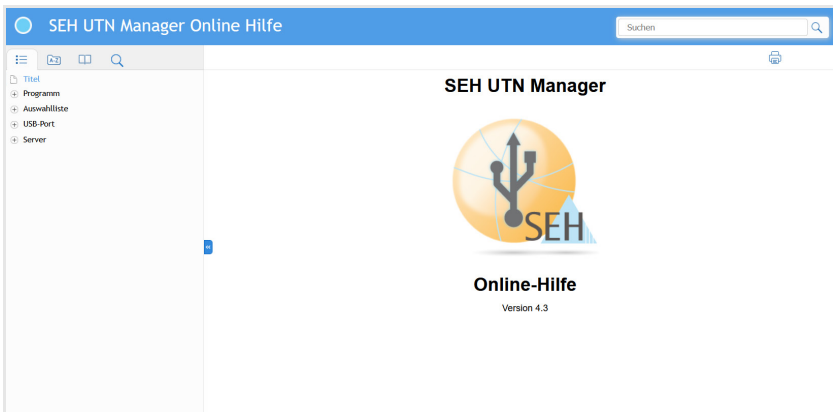 SEH UTN Manager Online Hilfe
Suchen
A-Z
Titel
Programm
Auswahlliste
USB-Port
Server
SEH UTN Manager
SEH
Online-Hilfe
Version 4.3